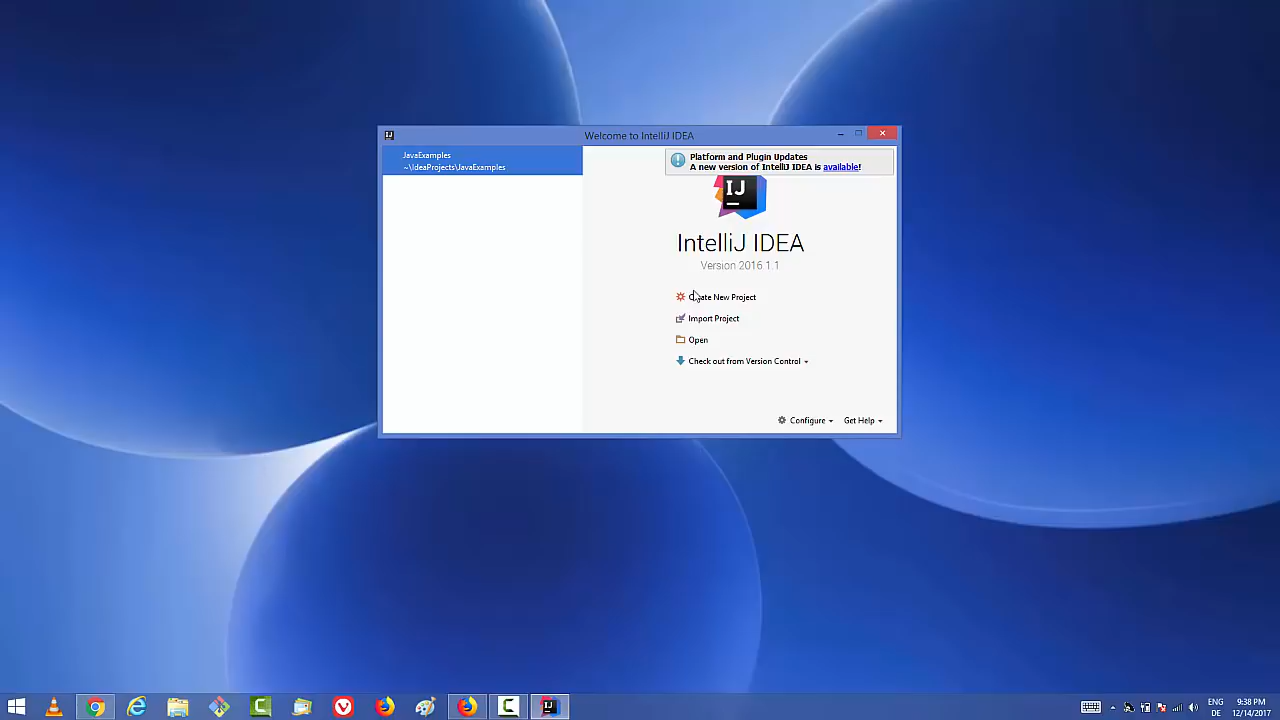 Welcome to IntelliJ IDEA
JavaExamples
~\IdeaProjects\JavaExamples
Platform and Plugin Updates
A new version of IntelliJ IDEA is available!
IJ
IntelliJ IDEA
Version 2016.1.1
Create New Project
Import Project
Open
Check out from Version Control
Configure
Get Help
ENG
DE
9:38 PM
12/14/2017